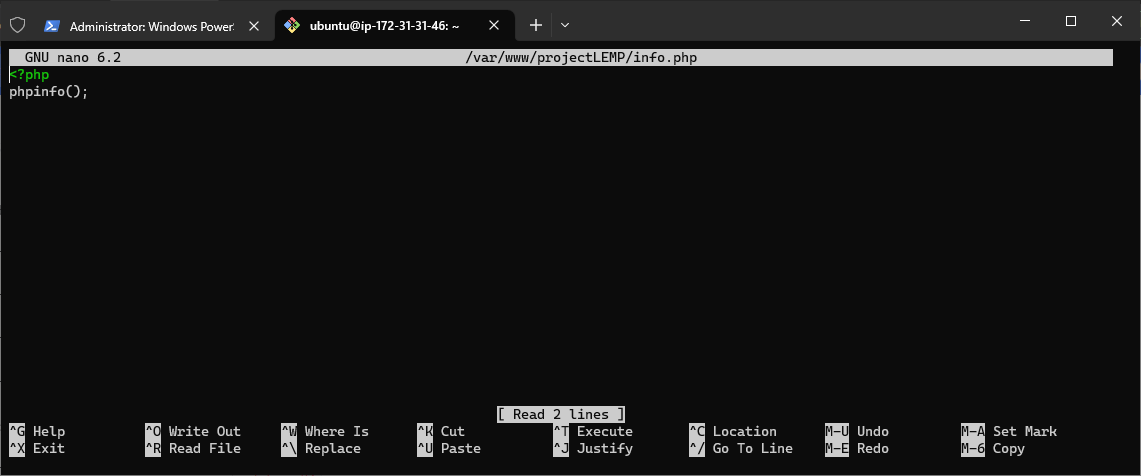 Administrator: Windows Power
ubuntu@ip-172-31-31-46: ~
GNU nano 6.2 /var/www/projectLEMP/info.php
<?php
phpinfo();
[ Read 2 lines ]
^G Help ^O Write Out ^W Where Is ^K Cut ^T Execute ^C Location M-U Undo M-A Set Mark
^X Exit ^R Read File ^\ Replace ^U Paste ^J Justify ^/ Go To Line M-E Redo M-6 Copy